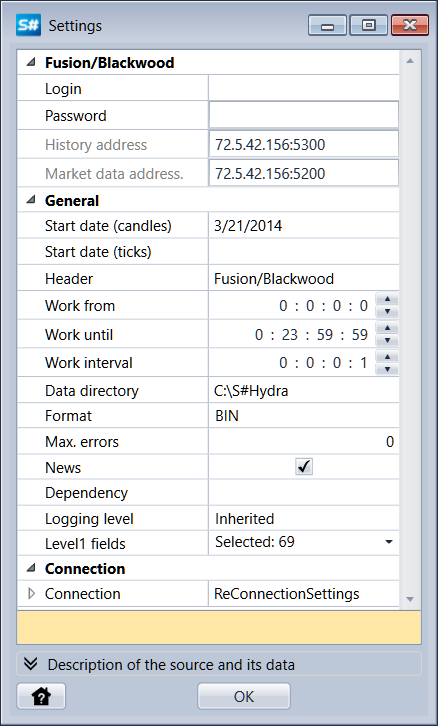 S# Settings
Fusion/Blackwood
Login
Password
History address 72.5.42.156:5300
Market data address. 72.5.42.156:5200
General
Start date (candles) 3/21/2014
Start date (ticks)
Header Fusion/Blackwood
Work from 0 : 0 : 0 : 0
Work until 0 : 23 : 59 : 59
Work interval 0 : 0 : 0 : 1
Data directory C:\S#Hydra
Format BIN
Max. errors 0
News
Dependency
Logging level Inherited
Level1 fields Selected: 69
Connection
Connection ReConnectionSettings
Description of the source and its data
? OK